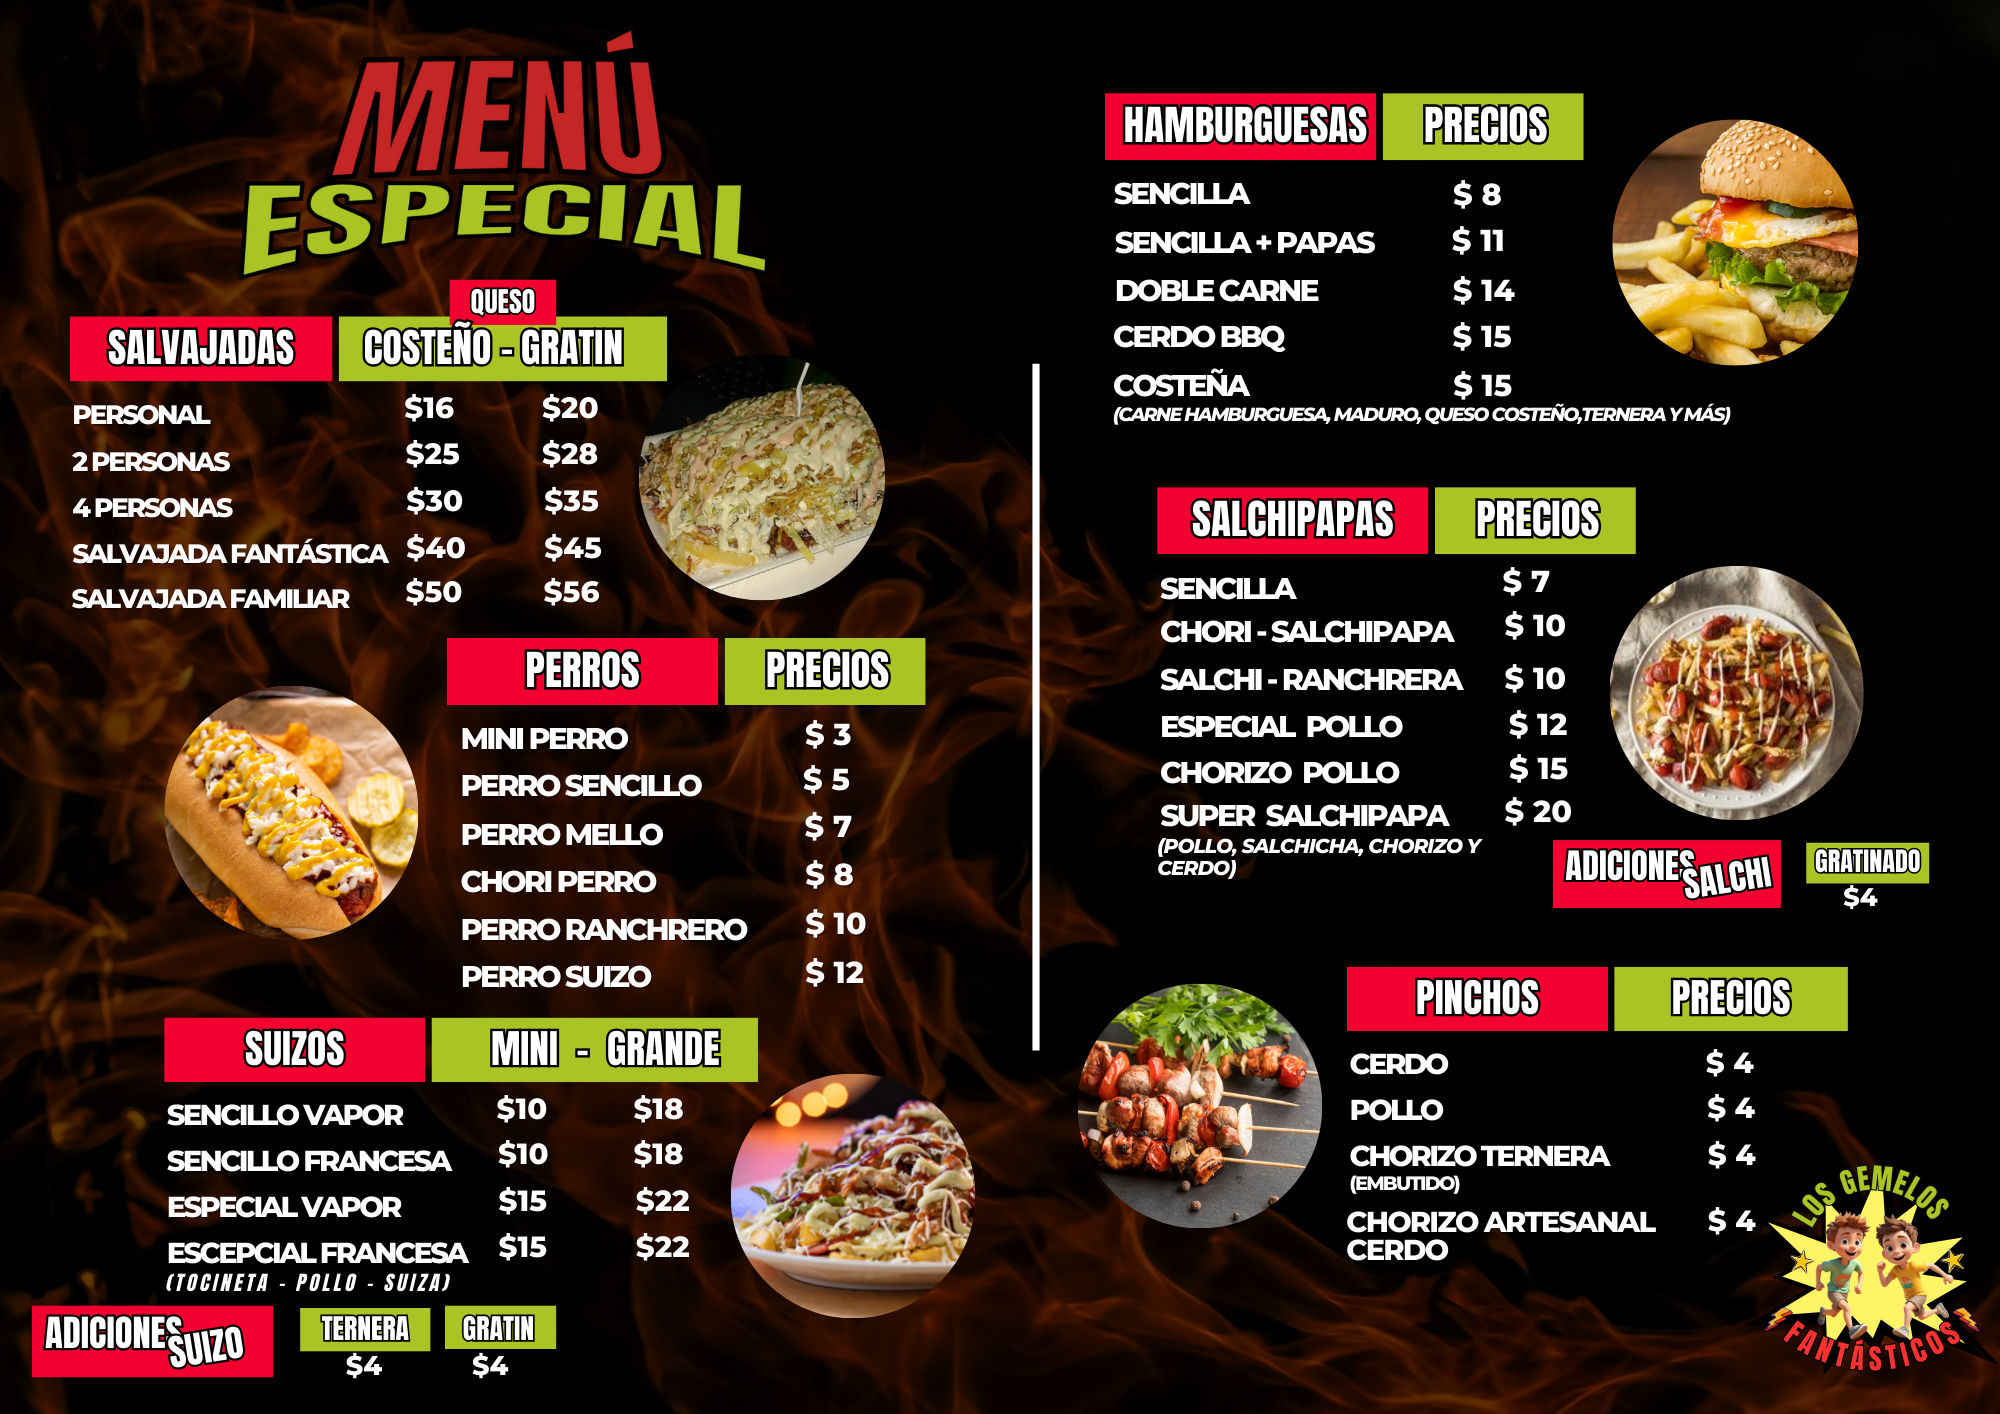 MENÚ
ESPECIAL
QUESO
SALVAJADAS COSTEÑO - GRATIN
PERSONAL $16 $20
2 PERSONAS $25 $28
4 PERSONAS $30 $35
SALVAJADA FANTÁSTICA $40 $45
SALVAJADA FAMILIAR $50 $56
PERROS PRECIOS
MINI PERRO $ 3
PERRO SENCILLO $ 5
PERRO MELLO $ 7
CHORI PERRO $ 8
PERRO RANCHRERO $ 10
PERRO SUIZO $ 12
SUIZOS MINI - GRANDE
SENCILLO VAPOR $10 $18
SENCILLO FRANCESA $10 $18
ESPECIAL VAPOR $15 $22
ESCEPCIAL FRANCESA $15 $22
(TOCINETA - POLLO - SUIZA)
ADICIONES SUIZO TERNERA GRATIN
$4 $4
HAMBURGUESAS PRECIOS
SENCILLA $ 8
SENCILLA + PAPAS $ 11
DOBLE CARNE $ 14
CERDO BBQ $ 15
COSTEÑA $ 15
(CARNE HAMBURGUESA, MADURO, QUESO COSTEÑO,TERNERA Y MÁS)
SALCHIPAPAS PRECIOS
SENCILLA $ 7
CHORI - SALCHIPAPA $ 10
SALCHI - RANCHRERA $ 10
ESPECIAL POLLO $ 12
CHORIZO POLLO $ 15
SUPER SALCHIPAPA $ 20
(POLLO, SALCHICHA, CHORIZO Y
CERDO)
ADICIONES SALCHI GRATINADO
$4
PINCHOS PRECIOS
CERDO $ 4
POLLO $ 4
CHORIZO TERNERA $ 4
(EMBUTIDO)
CHORIZO ARTESANAL $ 4
CERDO
LOS GEMELOS
FANTÁSTICOS